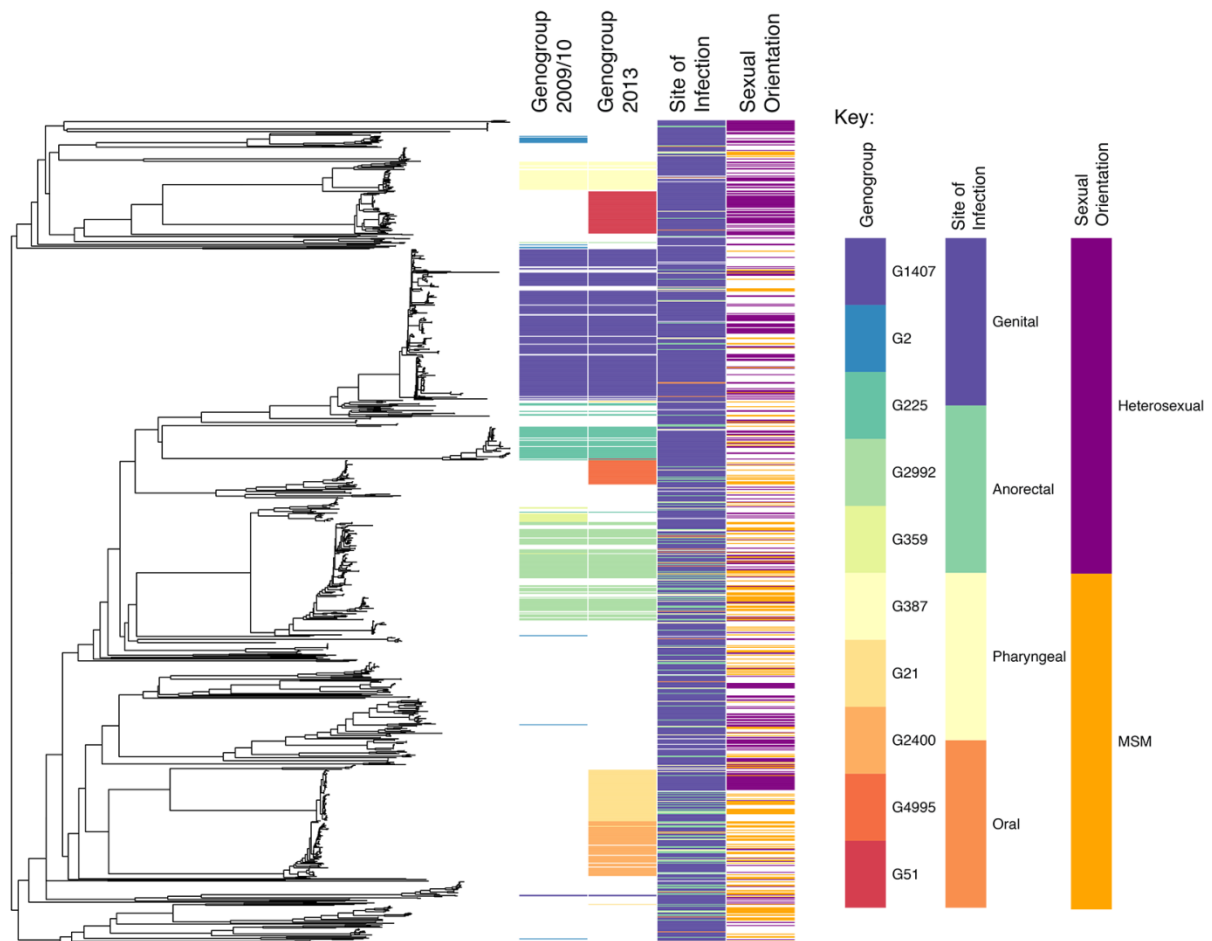 Genogroup
2009/10
Genogroup
2013
Site of
Infection
Sexual
Orientation
Key:
Genogroup
Site of
Infection
Sexual
Orientation
G1407
G2
G225
G2992
G359
G387
G21
G2400
G4995
G51
Genital
Anorectal
Pharyngeal
Oral
Heterosexual
MSM